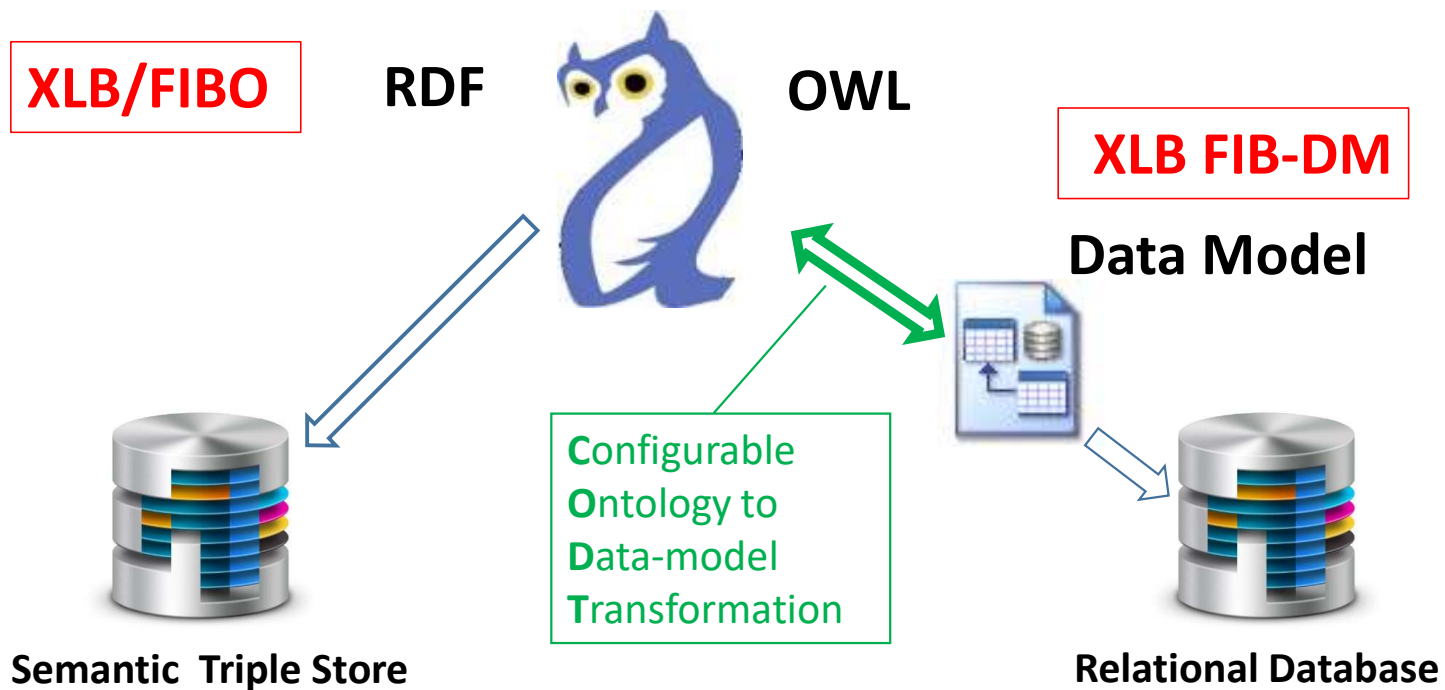 XLB/FIBO
RDF
OWL
XLB FIB-DM
Data Model
Configurable
Ontology to
Data-model
Transformation
Semantic Triple Store
Relational Database